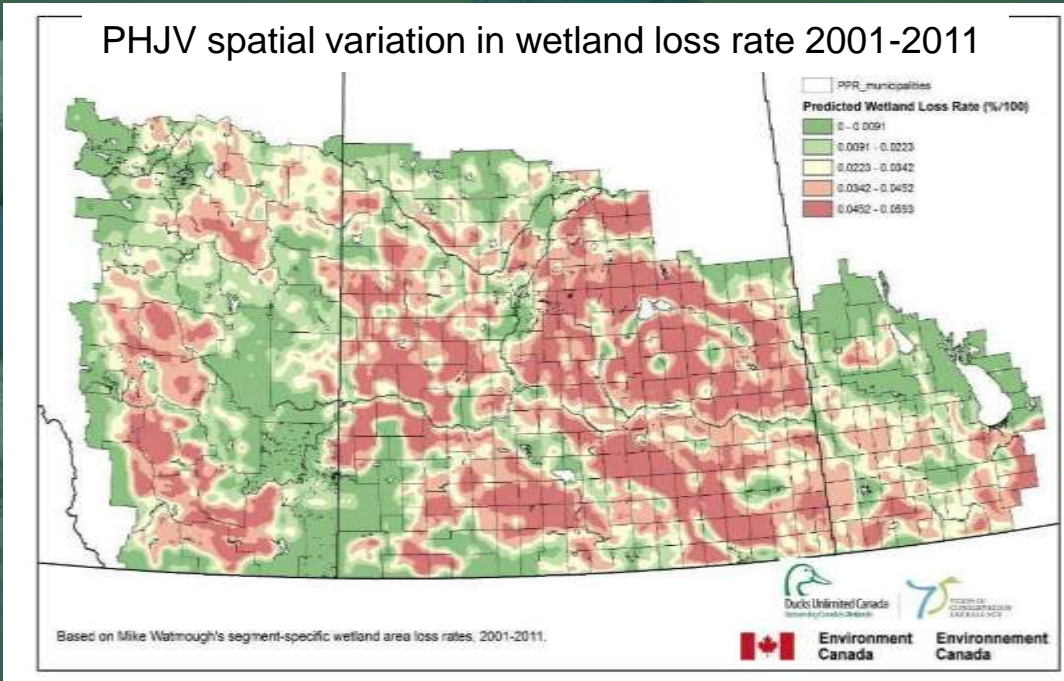 PHJV spatial variation in wetland loss rate 2001-2011
PPR_municipalities
Predicted Wetland Loss Rate (%/100)
0 - 0.0091
0.0091 - 0.0223
0.0223 - 0.0342
0.0342 - 0.0452
0.0452 - 0.0593
Ducks Unlimited Canada
75
Based on Mike Watmough's segment-specific wetland area loss rates, 2001-2011.
Environment
Canada
Environnement
Canada